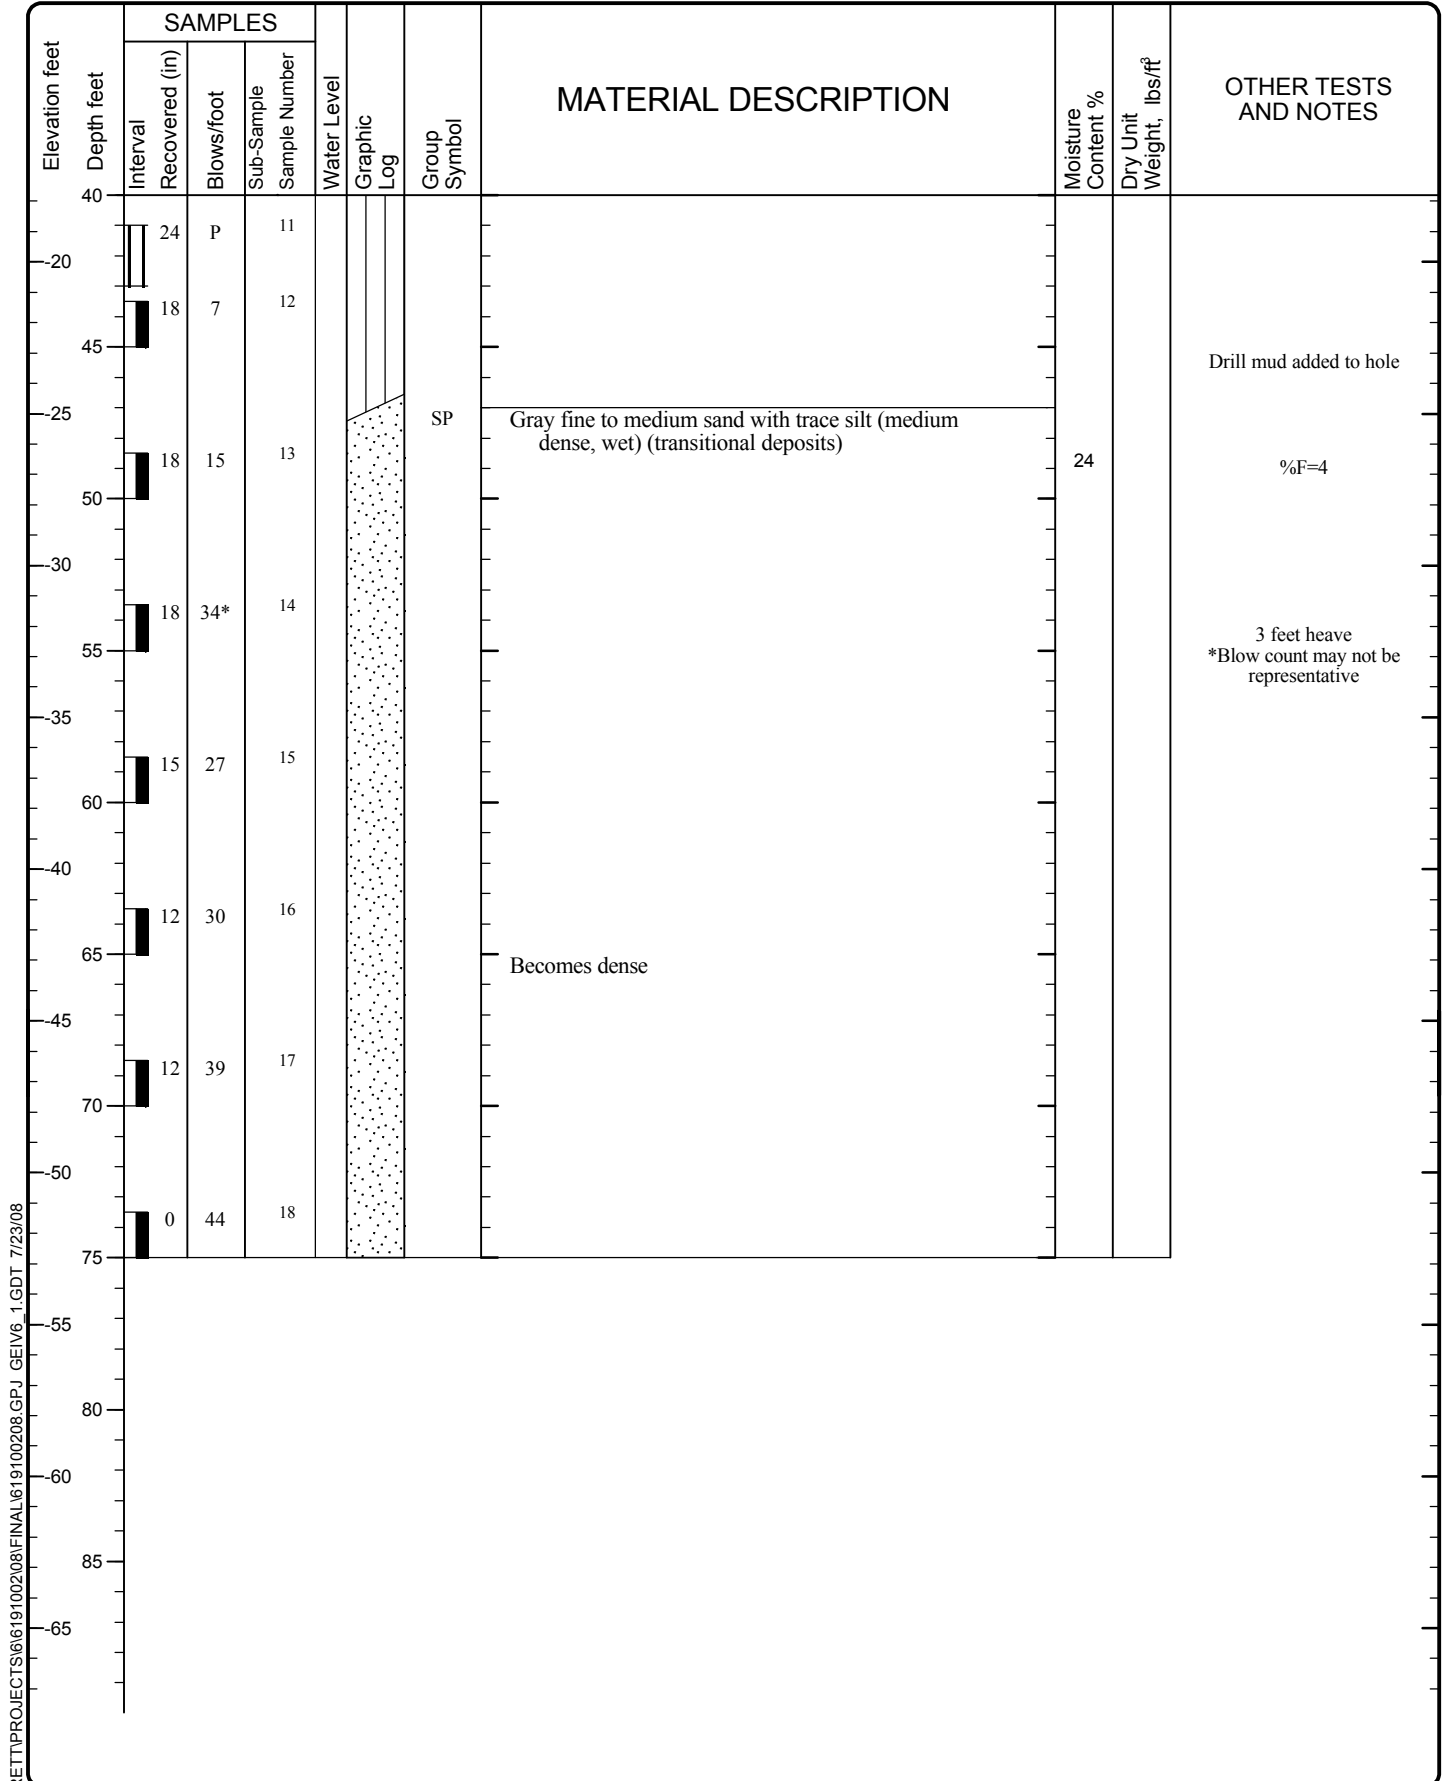 SAMPLES
Elevation feet
Depth feet
Interval
Recovered (in)
Blows/foot
Sub-Sample
Sample Number
Water Level
Graphic
Log
Group
Symbol
MATERIAL DESCRIPTION
Moisture
Content %
Dry Unit
Weight, lbs/ft³
OTHER TESTS
AND NOTES
40
24 P 11
-20
18 7 12
45
Drill mud added to hole
-25
SP
Gray fine to medium sand with trace silt (medium
dense, wet) (transitional deposits)
18 15 13
24
%F=4
50
-30
18 34* 14
3 feet heave
55
*Blow count may not be
representative
-35
15 27 15
60
-40
12 30 16
65
Becomes dense
-45
12 39 17
70
-50
0 44 18
75
-55
80
-60
85
-65
RETT\PROJECTS\6\6191002\08\FINAL\619100208.GPJ GEIV6_1.GDT 7/23/08